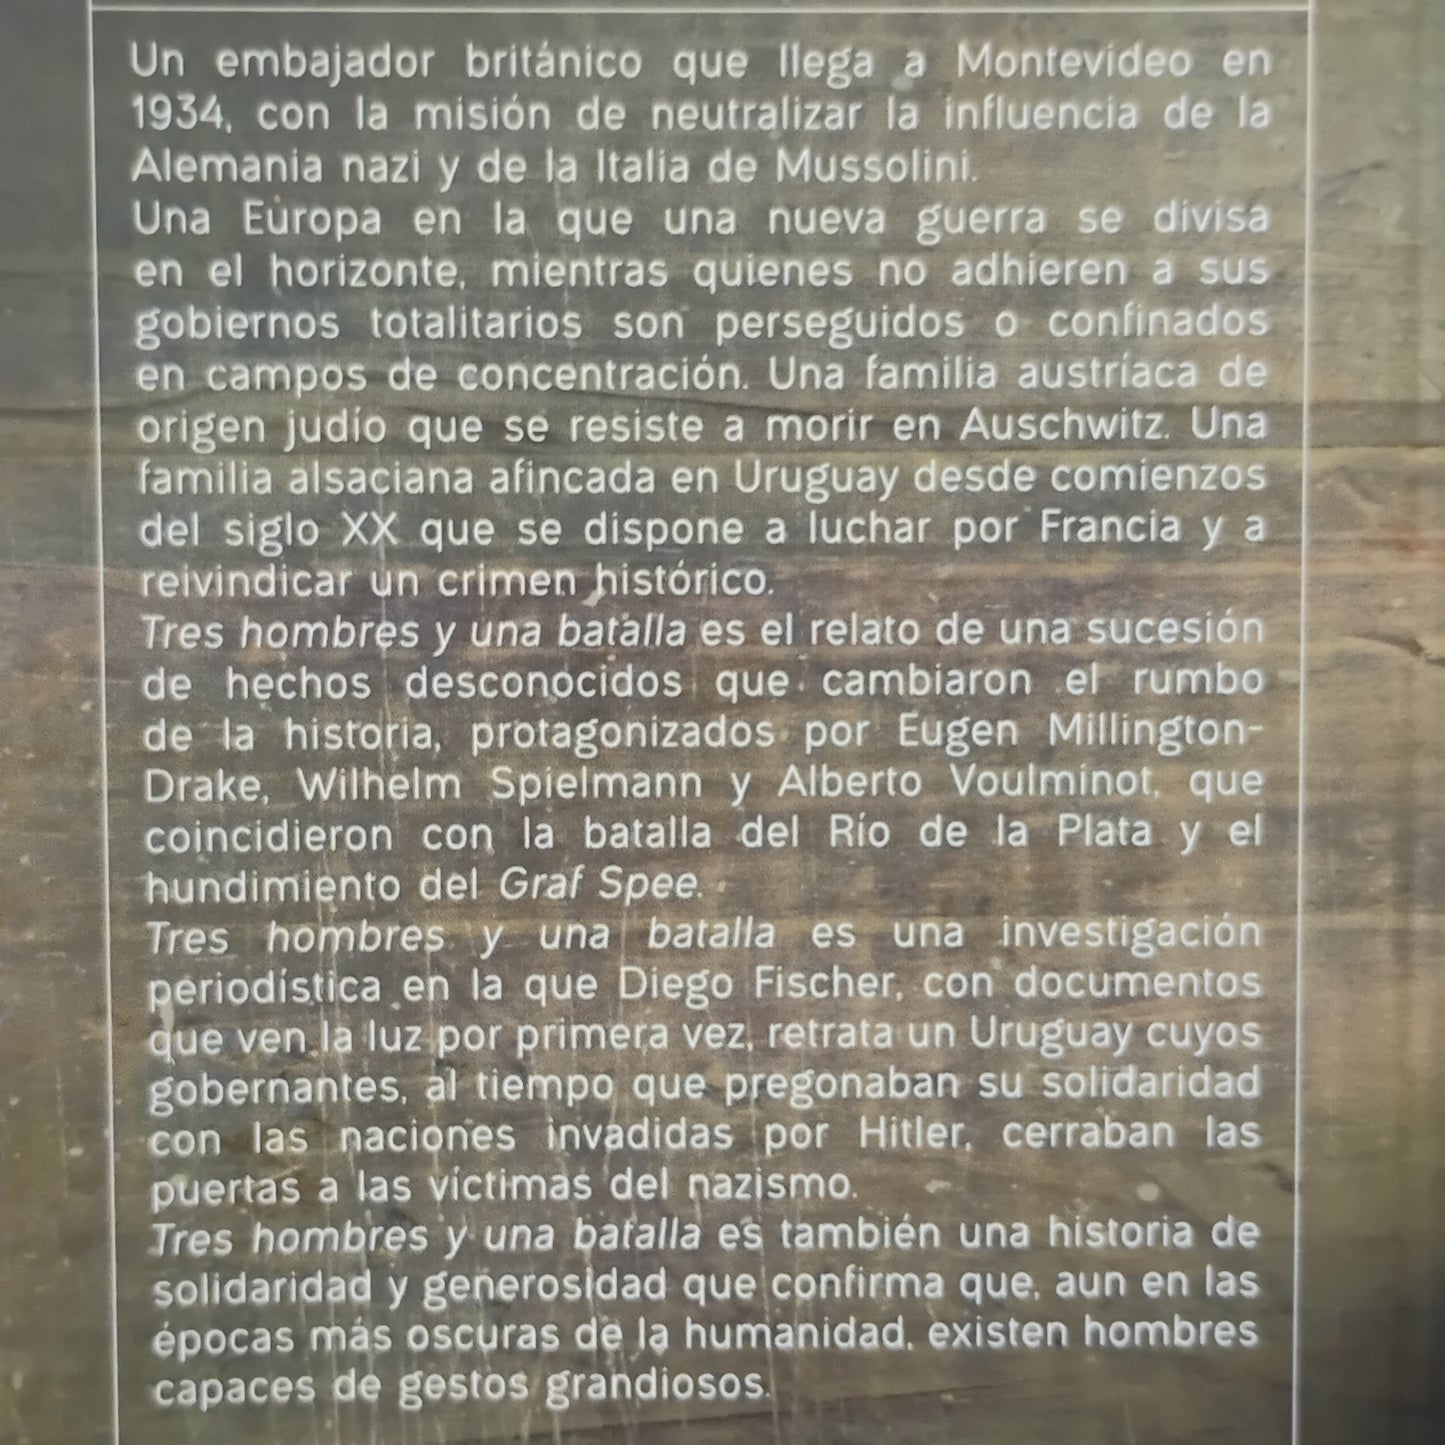 Un embajador británico que llega a Montevideo en
1934, con la misión de neutralizar la influencia de la
Alemania nazi y de la Italia de Mussolini.
Una Europa en la que una nueva guerra se divisa
en el horizonte, mientras quienes no adhieren a sus
gobiernos totalitarios son perseguidos o confinados
en campos de concentración. Una familia austríaca de
origen judío que se resiste a morir en Auschwitz. Una
familia alsaciana afincada en Uruguay desde comienzos
del siglo XX que se dispone a luchar por Francia y a
reivindicar un crimen histórico.
Tres hombres y una batalla es el relato de una sucesión
de hechos desconocidos que cambiaron el rumbo
de la historia, protagonizados por Eugen Millington-
Drake, Wilhelm Spielmann y Alberto Voulminot, que
coincidieron con la batalla del Río de la Plata y el
hundimiento del Graf Spee.
Tres hombres y una batalla es una investigación
periodística en la que Diego Fischer, con documentos
que ven la luz por primera vez, retrata un Uruguay cuyos
gobernantes, al tiempo que pregonaban su solidaridad
con las naciones invadidas por Hitler, cerraban las
puertas a las víctimas del nazismo.
Tres hombres y una batalla es también una historia de
solidaridad y generosidad que confirma que, aun en las
épocas más oscuras de la humanidad, existen hombres
capaces de gestos grandiosos.